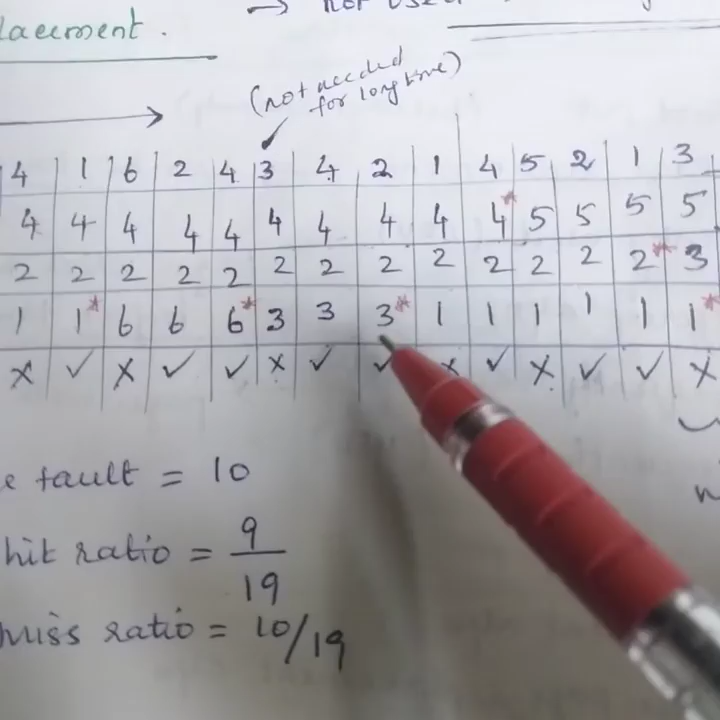 lacement.
→ not used
(not needed
for long time)
4 1 6 2 4 3 4 2 1 4 5 2 1 3
4 4 4 4 4 4 4 4 4 4* 5 5 5 5
2 2 2 2 2 2 2 2 2 2 2 2 2* 3
1 1* 6 6 6* 3 3 3* 1 1 1 1 1 1*
x ✓ x ✓ ✓ x ✓ ✓ x ✓ x ✓ ✓ x
e fault = 10
hit ratio = 9/19
Miss ratio = 10/19